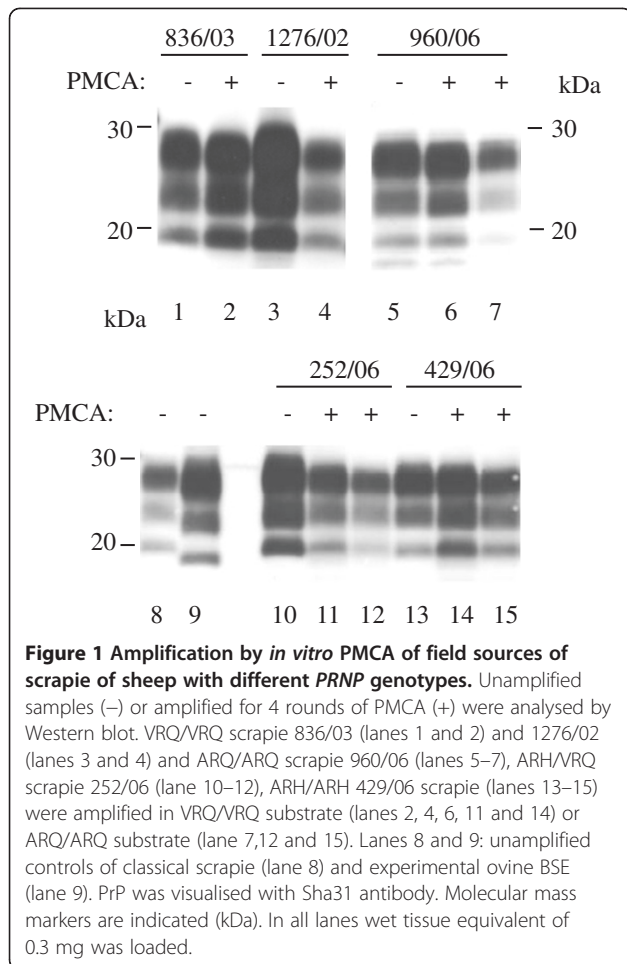 836/03 1276/02 960/06
PMCA: - + - + - + + kDa
30 30
20 20
kDa 1 2 3 4 5 6 7
252/06 429/06
PMCA: - - - + + - + +
30
20
8 9 10 11 12 13 14 15
Figure 1 Amplification by in vitro PMCA of field sources of
scrapie of sheep with different PRNP genotypes. Unamplified
samples (−) or amplified for 4 rounds of PMCA (+) were analysed by
Western blot. VRQ/VRQ scrapie 836/03 (lanes 1 and 2) and 1276/02
(lanes 3 and 4) and ARQ/ARQ scrapie 960/06 (lanes 5–7), ARH/VRQ
scrapie 252/06 (lane 10–12), ARH/ARH 429/06 scrapie (lanes 13–15)
were amplified in VRQ/VRQ substrate (lanes 2, 4, 6, 11 and 14) or
ARQ/ARQ substrate (lane 7,12 and 15). Lanes 8 and 9: unamplified
controls of classical scrapie (lane 8) and experimental ovine BSE
(lane 9). PrP was visualised with Sha31 antibody. Molecular mass
markers are indicated (kDa). In all lanes wet tissue equivalent of
0.3 mg was loaded.